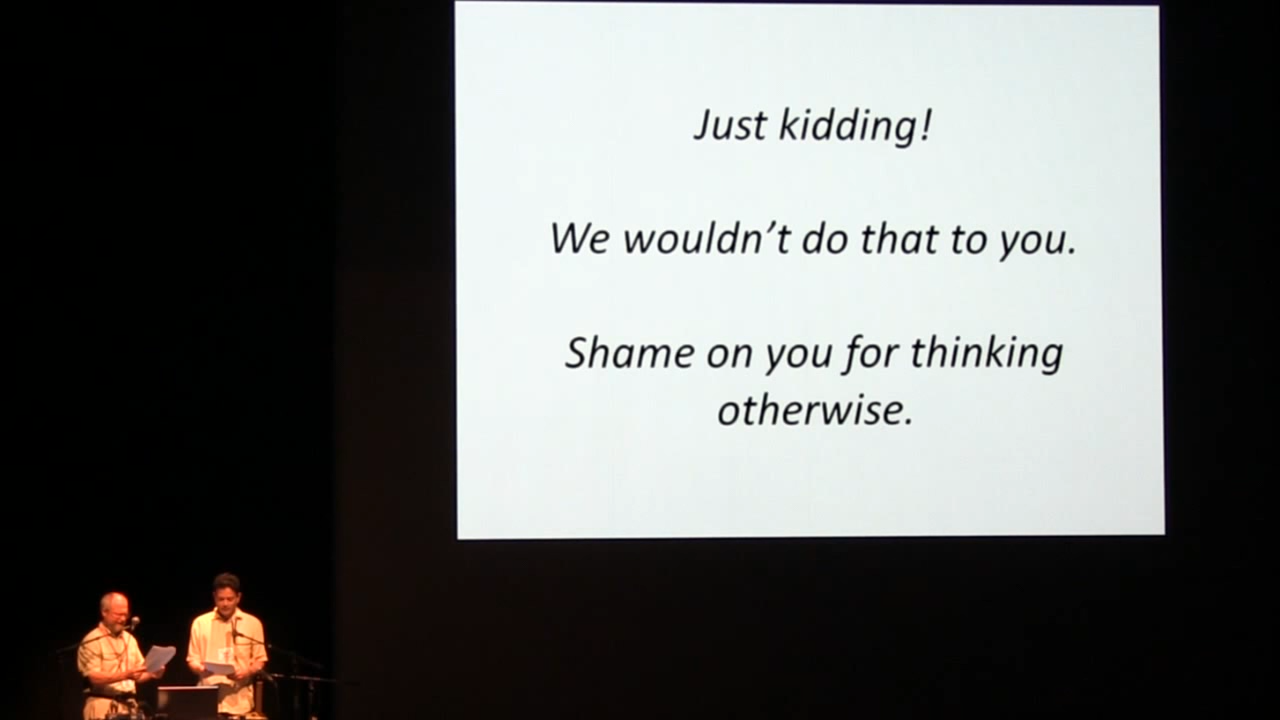 Just kidding!
We wouldn’t do that to you.
Shame on you for thinking
otherwise.